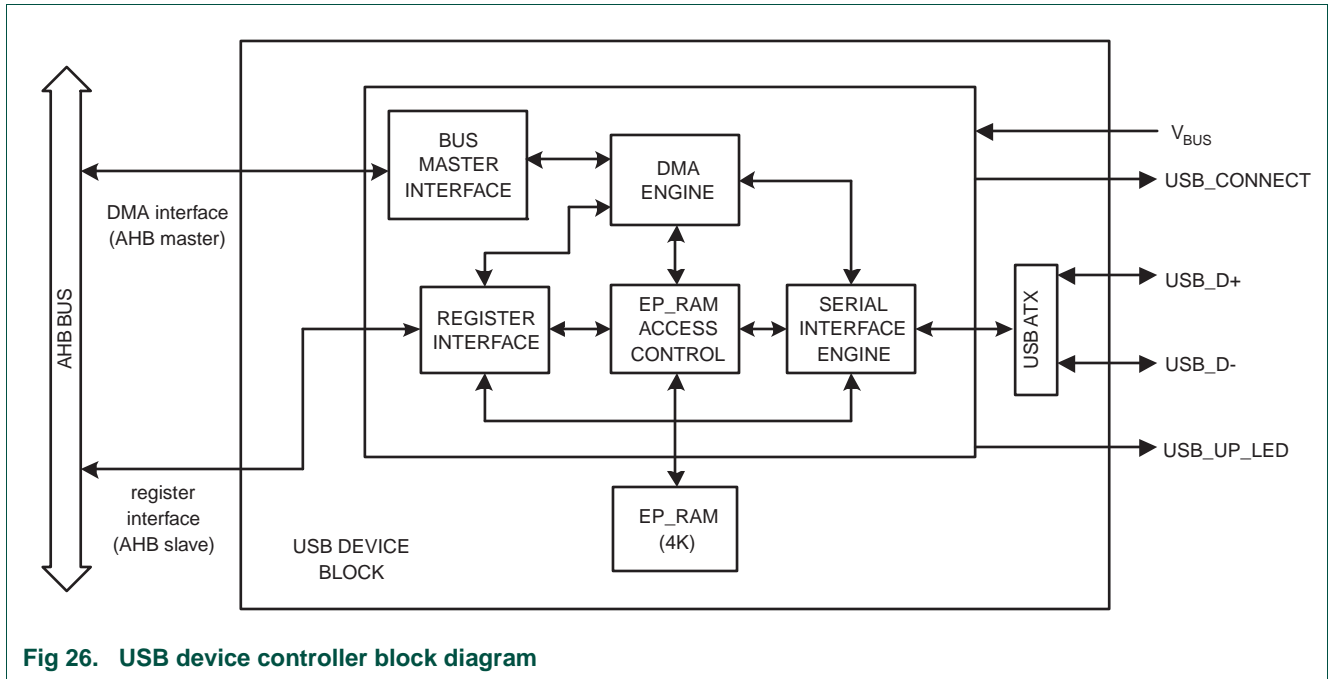 BUS
MASTER
INTERFACE
DMA
ENGINE
V_BUS
USB_CONNECT
DMA interface
(AHB master)
AHB BUS
REGISTER
INTERFACE
EP_RAM
ACCESS
CONTROL
SERIAL
INTERFACE
ENGINE
USB ATX
USB_D+
USB_D-
USB_UP_LED
register
interface
(AHB slave)
EP_RAM
(4K)
USB DEVICE
BLOCK
Fig 26. USB device controller block diagram